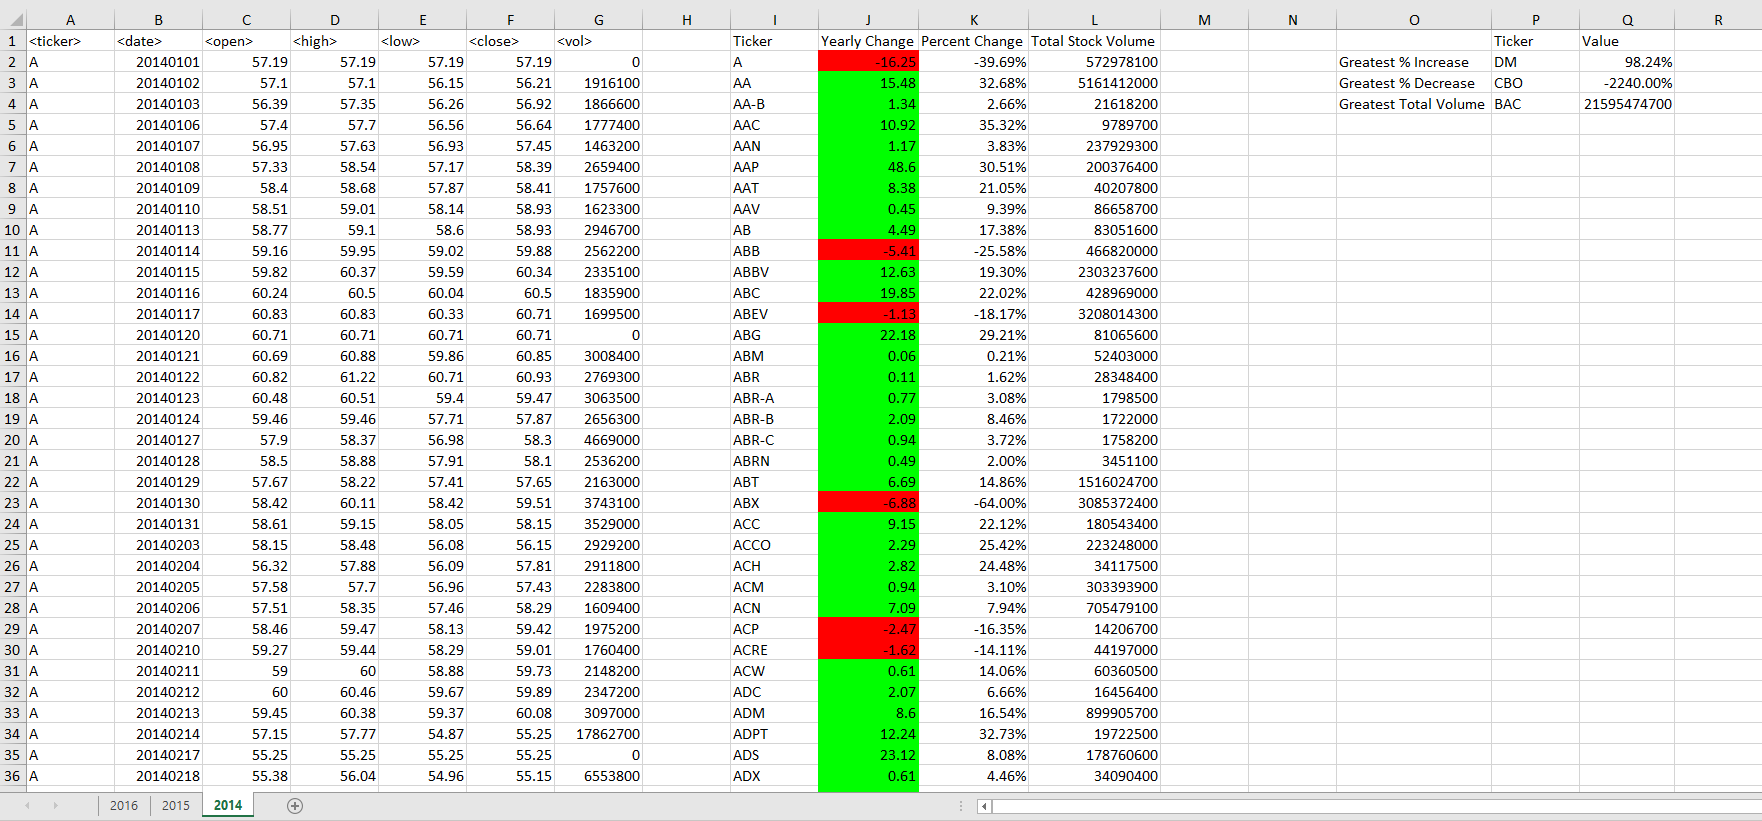 A B C D E F G H I J K L M N O P Q R
1 <ticker> <date> <open> <high> <low> <close> <vol> Ticker Yearly Change Percent Change Total Stock Volume Ticker Value
2 A 20140101 57.19 57.19 57.19 57.19 0 A -16.25 -39.69% 572978100 Greatest % Increase DM 98.24%
3 A 20140102 57.1 57.1 56.15 56.21 1916100 AA 15.48 32.68% 5161412000 Greatest % Decrease CBO -2240.00%
4 A 20140103 56.39 57.35 56.26 56.92 1866600 AA-B 1.34 2.66% 21618200 Greatest Total Volume BAC 21595474700
5 A 20140106 57.4 57.7 56.56 56.64 1777400 AAC 10.92 35.32% 9789700
6 A 20140107 56.95 57.63 56.93 57.45 1463200 AAN 1.17 3.83% 237929300
7 A 20140108 57.33 58.54 57.17 58.39 2659400 AAP 48.6 30.51% 200376400
8 A 20140109 58.4 58.68 57.87 58.41 1757600 AAT 8.38 21.05% 40207800
9 A 20140110 58.51 59.01 58.14 58.93 1623300 AAV 0.45 9.39% 86658700
10 A 20140113 58.77 59.1 58.6 58.93 2946700 AB 4.49 17.38% 83051600
11 A 20140114 59.16 59.95 59.02 59.88 2562200 ABB -5.41 -25.58% 466820000
12 A 20140115 59.82 60.37 59.59 60.34 2335100 ABBV 12.63 19.30% 2303237600
13 A 20140116 60.24 60.5 60.04 60.5 1835900 ABC 19.85 22.02% 428969000
14 A 20140117 60.83 60.83 60.33 60.71 1699500 ABEV -1.13 -18.17% 3208014300
15 A 20140120 60.71 60.71 60.71 60.71 0 ABG 22.18 29.21% 81065600
16 A 20140121 60.69 60.88 59.86 60.85 3008400 ABM 0.06 0.21% 52403000
17 A 20140122 60.82 61.22 60.71 60.93 2769300 ABR 0.11 1.62% 28348400
18 A 20140123 60.48 60.51 59.4 59.47 3063500 ABR-A 0.77 3.08% 1798500
19 A 20140124 59.46 59.46 57.71 57.87 2656300 ABR-B 2.09 8.46% 1722000
20 A 20140127 57.9 58.37 56.98 58.3 4669000 ABR-C 0.94 3.72% 1758200
21 A 20140128 58.5 58.88 57.91 58.1 2536200 ABRN 0.49 2.00% 3451100
22 A 20140129 57.67 58.22 57.41 57.65 2163000 ABT 6.69 14.86% 1516024700
23 A 20140130 58.42 60.11 58.42 59.51 3743100 ABX -6.88 -64.00% 3085372400
24 A 20140131 58.61 59.15 58.05 58.15 3529000 ACC 9.15 22.12% 180543400
25 A 20140203 58.15 58.48 56.08 56.15 2929200 ACCO 2.29 25.42% 223248000
26 A 20140204 56.32 57.88 56.09 57.81 2911800 ACH 2.82 24.48% 34117500
27 A 20140205 57.58 57.7 56.96 57.43 2283800 ACM 0.94 3.10% 303393900
28 A 20140206 57.51 58.35 57.46 58.29 1609400 ACN 7.09 7.94% 705479100
29 A 20140207 58.46 59.47 58.13 59.42 1975200 ACP -2.47 -16.35% 14206700
30 A 20140210 59.27 59.44 58.29 59.01 1760400 ACRE -1.62 -14.11% 44197000
31 A 20140211 59 60 58.88 59.73 2148200 ACW 0.61 14.06% 60360500
32 A 20140212 60 60.46 59.67 59.89 2347200 ADC 2.07 6.66% 16456400
33 A 20140213 59.45 60.38 59.37 60.08 3097000 ADM 8.6 16.54% 899905700
34 A 20140214 57.15 57.77 54.87 55.25 17862700 ADPT 12.24 32.73% 19722500
35 A 20140217 55.25 55.25 55.25 55.25 0 ADS 23.12 8.08% 178760600
36 A 20140218 55.38 56.04 54.96 55.15 6553800 ADX 0.61 4.46% 34090400
2016 2015 2014